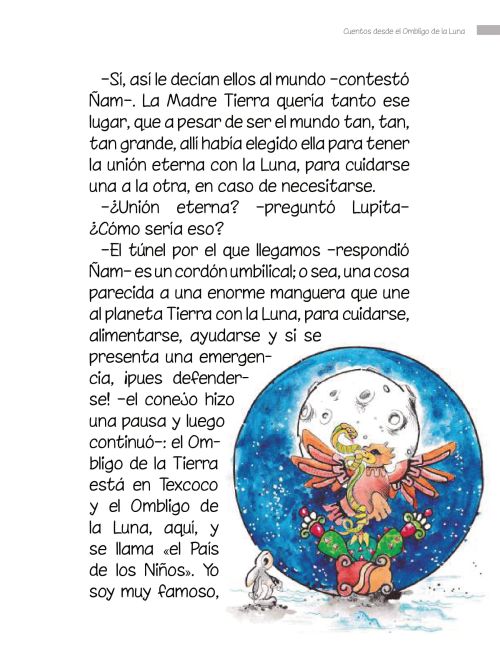 Cuentos desde el Ombligo de la Luna
–Sí, así le decían ellos al mundo –contestó
Ñam–. La Madre Tierra quería tanto ese
lugar, que a pesar de ser el mundo tan, tan,
tan grande, allí había elegido ella para tener
la unión eterna con la Luna, para cuidarse
una a la otra, en caso de necesitarse.
–¿Unión eterna? –preguntó Lupita–
¿Cómo sería eso?
–El túnel por el que llegamos –respondió
Ñam– es un cordón umbilical; o sea, una cosa
parecida a una enorme manguera que une
al planeta Tierra con la Luna, para cuidarse,
alimentarse, ayudarse y si se
presenta una emergen-
cia, ¡pues defender-
se! –el conejo hizo
una pausa y luego
continuó–: el Om-
bligo de la Tierra
está en Texcoco
y el Ombligo de
la Luna, aquí, y
se llama «el País
de los Niños». Yo
soy muy famoso,